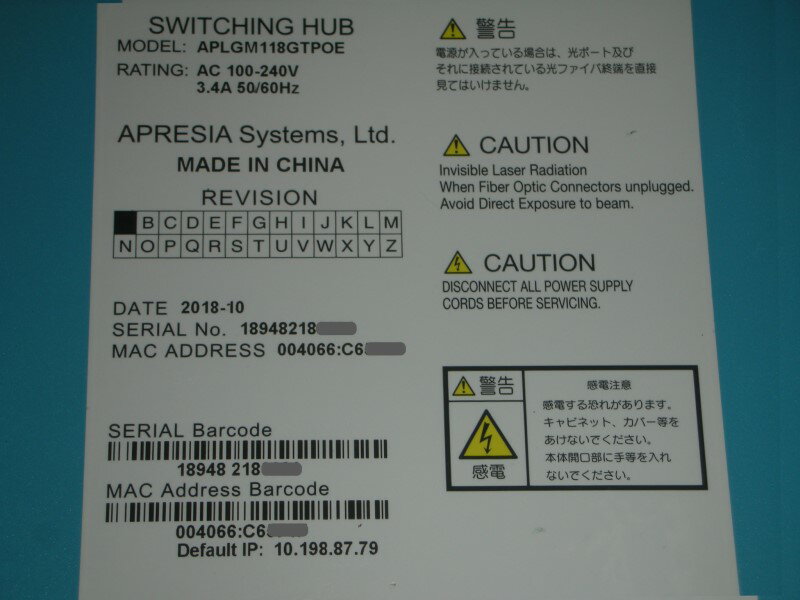 SWITCHING HUB
MODEL: APLGM118GTPOE
RATING: AC 100-240V
3.4A 50/60Hz
APRESIA Systems, Ltd.
MADE IN CHINA
REVISION
B C D E F G H I J K L M
N O P Q R S T U V W X Y Z
DATE 2018-10
SERIAL No. 18948218
MAC ADDRESS 004066:C6
SERIAL Barcode
18948 218
MAC Address Barcode
004066:C6
Default IP: 10.198.87.79
警告
電源が入っている場合は、光ポート及び
それに接続されている光ファイバ終端を直接
見てはいけません。
CAUTION
Invisible Laser Radiation
When Fiber Optic Connectors unplugged.
Avoid Direct Exposure to beam.
CAUTION
DISCONNECT ALL POWER SUPPLY
CORDS BEFORE SERVICING.
警告
感電
感電注意
感電する恐れがあります。
キャビネット、カバー等を
あけないでください。
本体開口部に手等を入れ
ないでください。